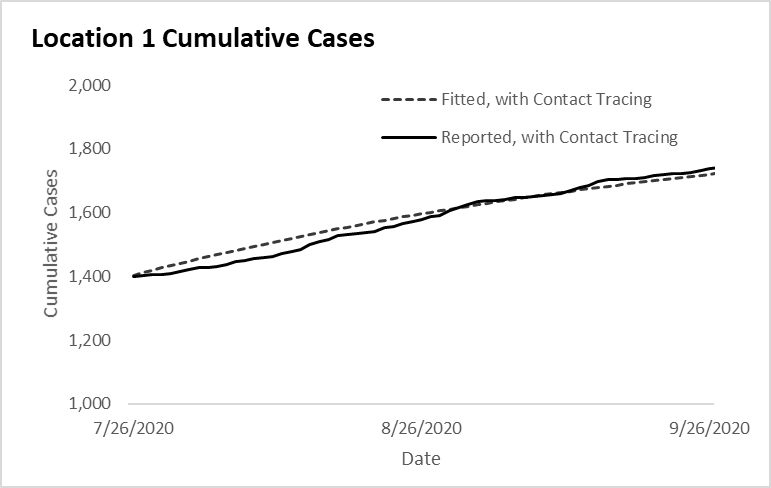 Location 1 Cumulative Cases
2,000
Fitted, with Contact Tracing
1,800
Reported, with Contact Tracing
Cumulative Cases
1,600
1,400
1,200
1,000
7/26/2020 8/26/2020 9/26/2020
Date